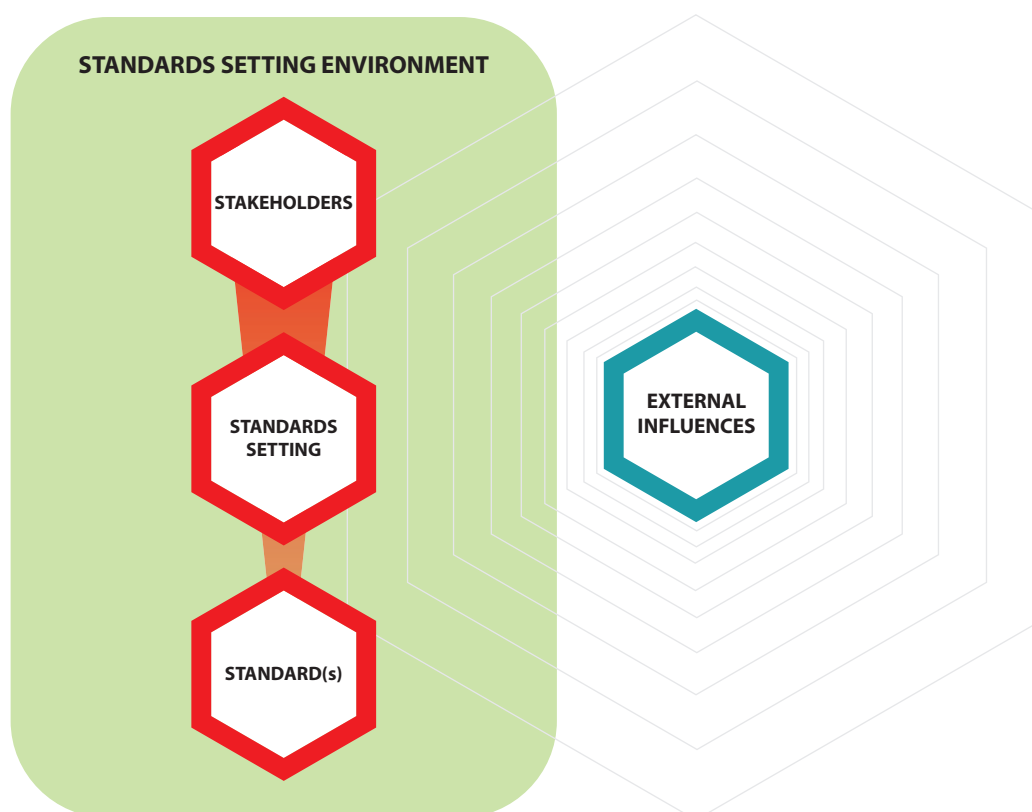 STANDARDS SETTING ENVIRONMENT
STAKEHOLDERS
STANDARDS
SETTING
STANDARD(s)
EXTERNAL
INFLUENCES